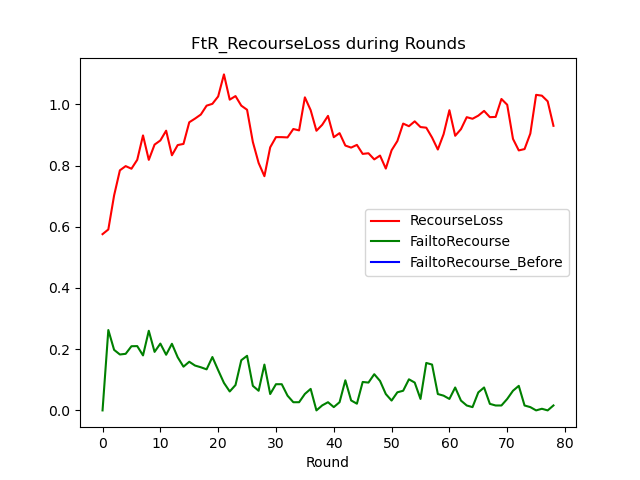 FtR_RecourseLoss during Rounds
1.0
0.8
0.6
0.4
0.2
0.0
RecourseLoss
FailtoRecourse
FailtoRecourse_Before
0 10 20 30 40 50 60 70 80
Round